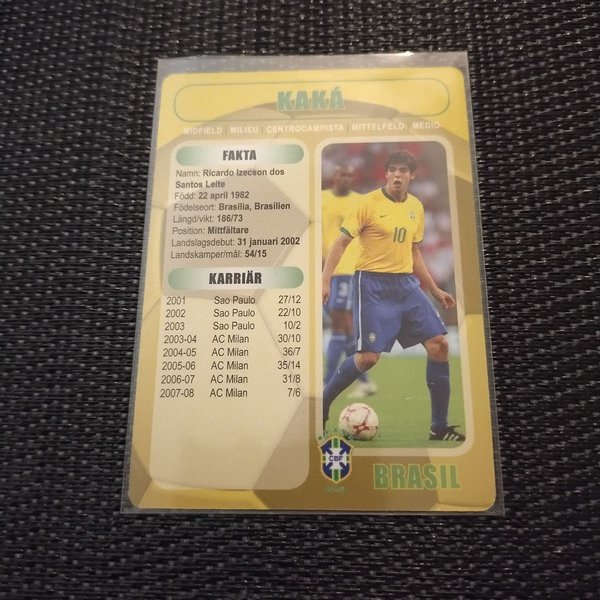 KAKÁ
MIDFIELD | MILIEU | CENTROCAMPISTA | MITTELFELD | MEDIO
FAKTA
Namn: Ricardo Izecson dos
Santos Leite
Född: 22 april 1982
Födelseort: Brasília, Brasilien
Längd/vikt: 186/73
Position: Mittfältare
Landslagsdebut: 31 januari 2002
Landskamper/mål: 54/15
KARRIÄR
2001 Sao Paulo 27/12
2002 Sao Paulo 22/10
2003 Sao Paulo 10/2
2003-04 AC Milan 30/10
2004-05 AC Milan 36/7
2005-06 AC Milan 35/14
2006-07 AC Milan 31/8
2007-08 AC Milan 7/6
10
CBF
BRASIL